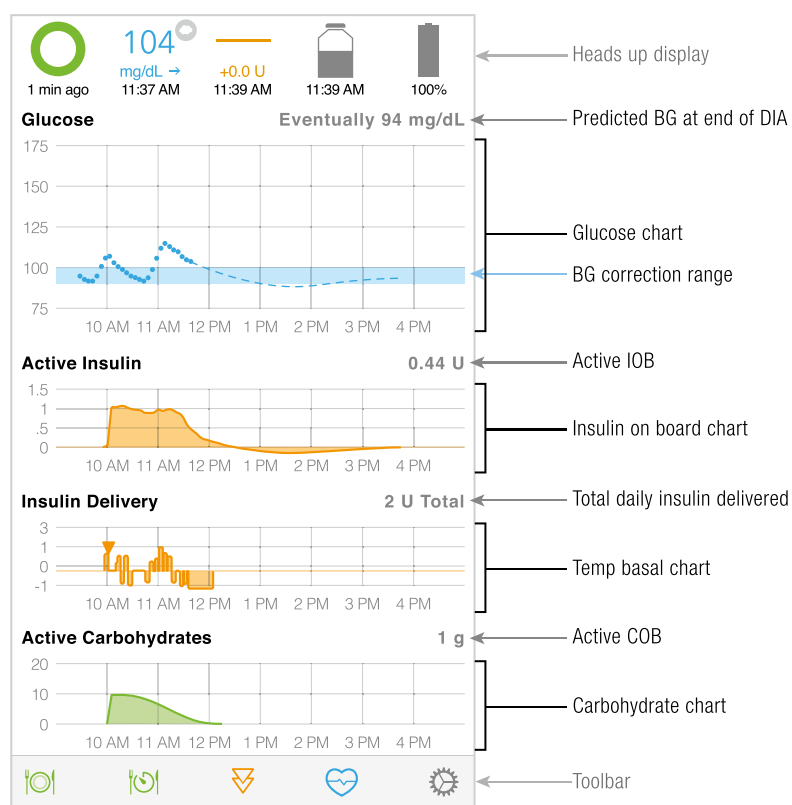 104
mg/dL →
+0.0 U
1 min ago
11:37 AM
11:39 AM
11:39 AM
100%
Heads up display
Glucose
Eventually 94 mg/dL
Predicted BG at end of DIA
175
150
125
100
75
10 AM 11 AM 12 PM 1 PM 2 PM 3 PM 4 PM
Glucose chart
BG correction range
Active Insulin
0.44 U
Active IOB
1.5
1
.5
0
10 AM 11 AM 12 PM 1 PM 2 PM 3 PM 4 PM
Insulin on board chart
Insulin Delivery
2 U Total
Total daily insulin delivered
3
1
0
-1
10 AM 11 AM 12 PM 1 PM 2 PM 3 PM 4 PM
Temp basal chart
Active Carbohydrates
1 g
Active COB
20
10
0
10 AM 11 AM 12 PM 1 PM 2 PM 3 PM 4 PM
Carbohydrate chart
Toolbar